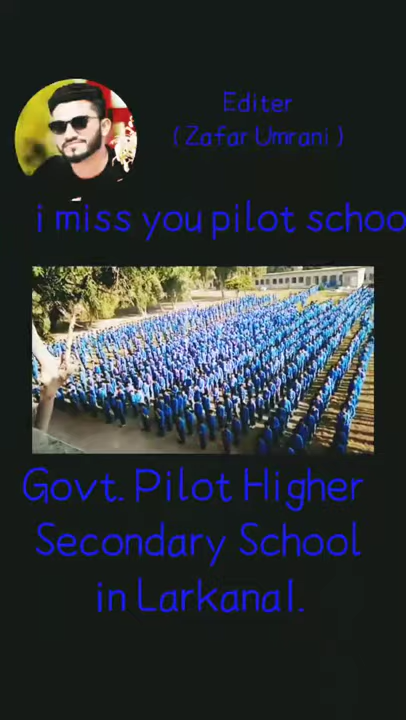 Editer
(Zafar Umrani)
i miss you pilot schoo
Govt. Pilot Higher
Secondary School
in Larkana1.